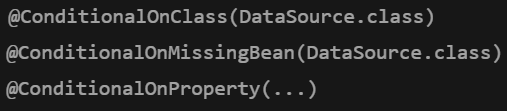 @ConditionalOnClass(DataSource.class)
@ConditionalOnMissingBean(DataSource.class)
@ConditionalOnProperty(...)